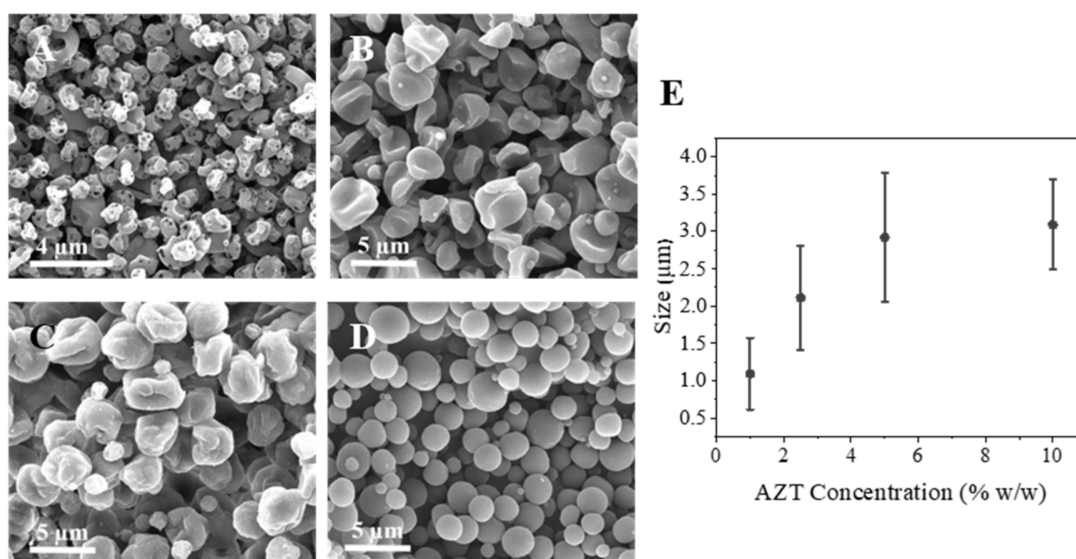 A
4 μm
B
5 μm
C
5 μm
D
5 μm
E
4.0
3.5
3.0
2.5
2.0
1.5
1.0
0.5
Size (μm)
0 2 4 6 8 10
AZT Concentration (% w/w)